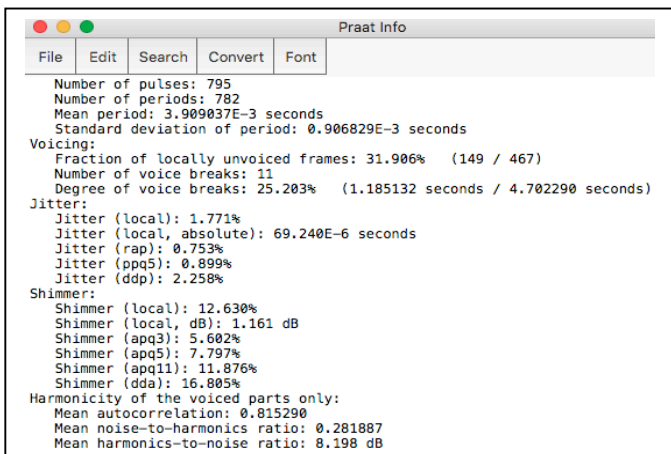 Praat Info
File Edit Search Convert Font
Number of pulses: 795
Number of periods: 782
Mean period: 3.909037E-3 seconds
Standard deviation of period: 0.906829E-3 seconds
Voicing:
Fraction of locally unvoiced frames: 31.906% (149 / 467)
Number of voice breaks: 11
Degree of voice breaks: 25.203% (1.185132 seconds / 4.702290 seconds)
Jitter:
Jitter (local): 1.771%
Jitter (local, absolute): 69.240E-6 seconds
Jitter (rap): 0.753%
Jitter (ppq5): 0.899%
Jitter (ddp): 2.258%
Shimmer:
Shimmer (local): 12.630%
Shimmer (local, dB): 1.161 dB
Shimmer (apq3): 5.602%
Shimmer (apq5): 7.797%
Shimmer (apq11): 11.876%
Shimmer (dda): 16.805%
Harmonicity of the voiced parts only:
Mean autocorrelation: 0.815290
Mean noise-to-harmonics ratio: 0.281887
Mean harmonics-to-noise ratio: 8.198 dB